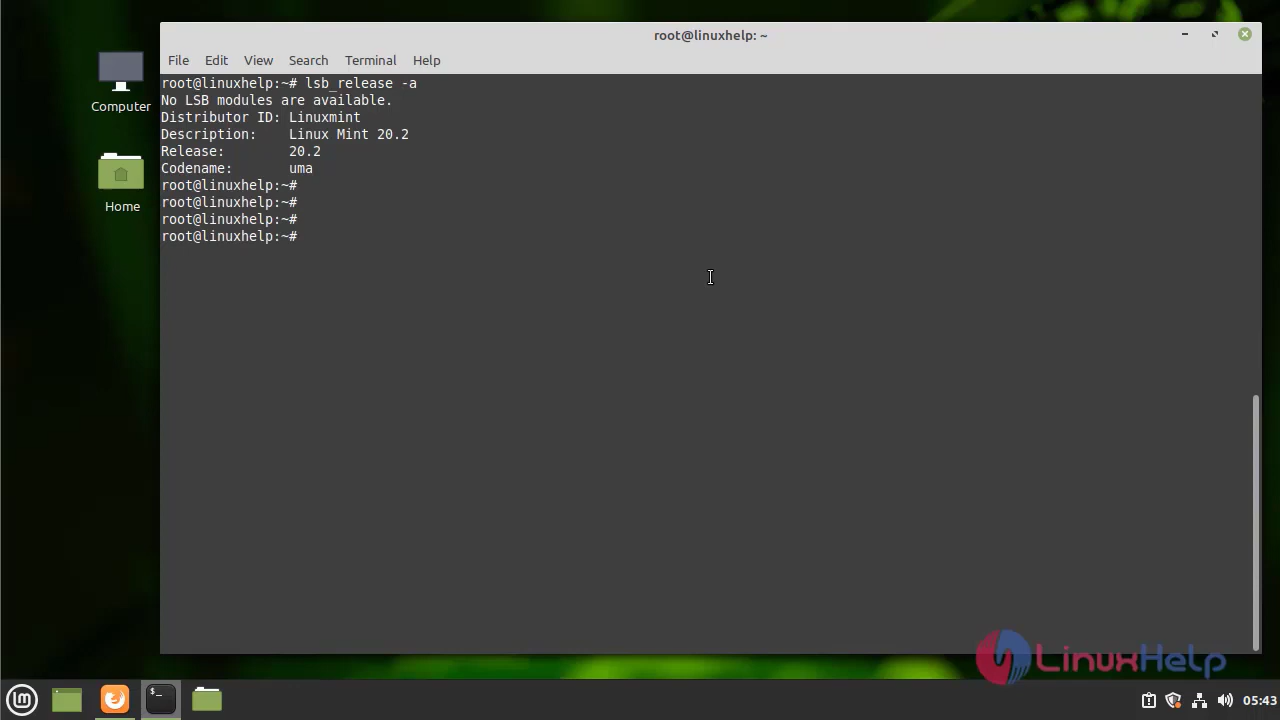 root@linuxhelp: ~
File Edit View Search Terminal Help
root@linuxhelp:~# lsb_release -a
No LSB modules are available.
Distributor ID: Linuxmint
Description:    Linux Mint 20.2
Release:        20.2
Codename:       uma
root@linuxhelp:~#
root@linuxhelp:~#
root@linuxhelp:~#
root@linuxhelp:~#
Computer
Home
LinuxHelp
$_
05:43